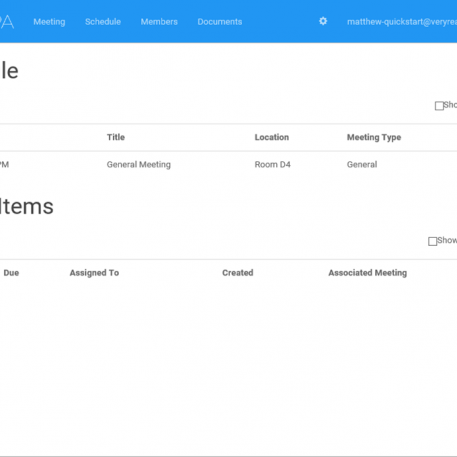 PA Meeting Schedule Members Documents matthew-quickstart@veryrea
le
Sho
Title Location Meeting Type
PM General Meeting Room D4 General
Items
Show
Due Assigned To Created Associated Meeting